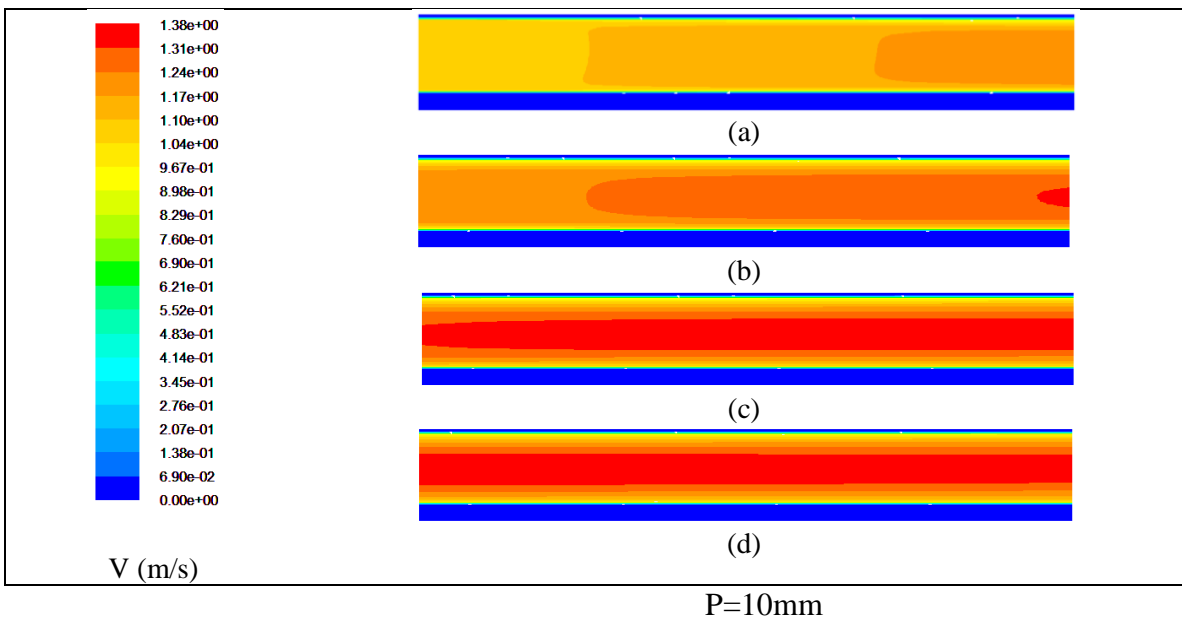 1.38e+00
1.31e+00
1.24e+00
1.17e+00
1.10e+00
1.04e+00
9.67e-01
8.98e-01
8.29e-01
7.60e-01
6.90e-01
6.21e-01
5.52e-01
4.83e-01
4.14e-01
3.45e-01
2.76e-01
2.07e-01
1.38e-01
6.90e-02
0.00e+00
V (m/s)
(a)
(b)
(c)
(d)
P=10mm